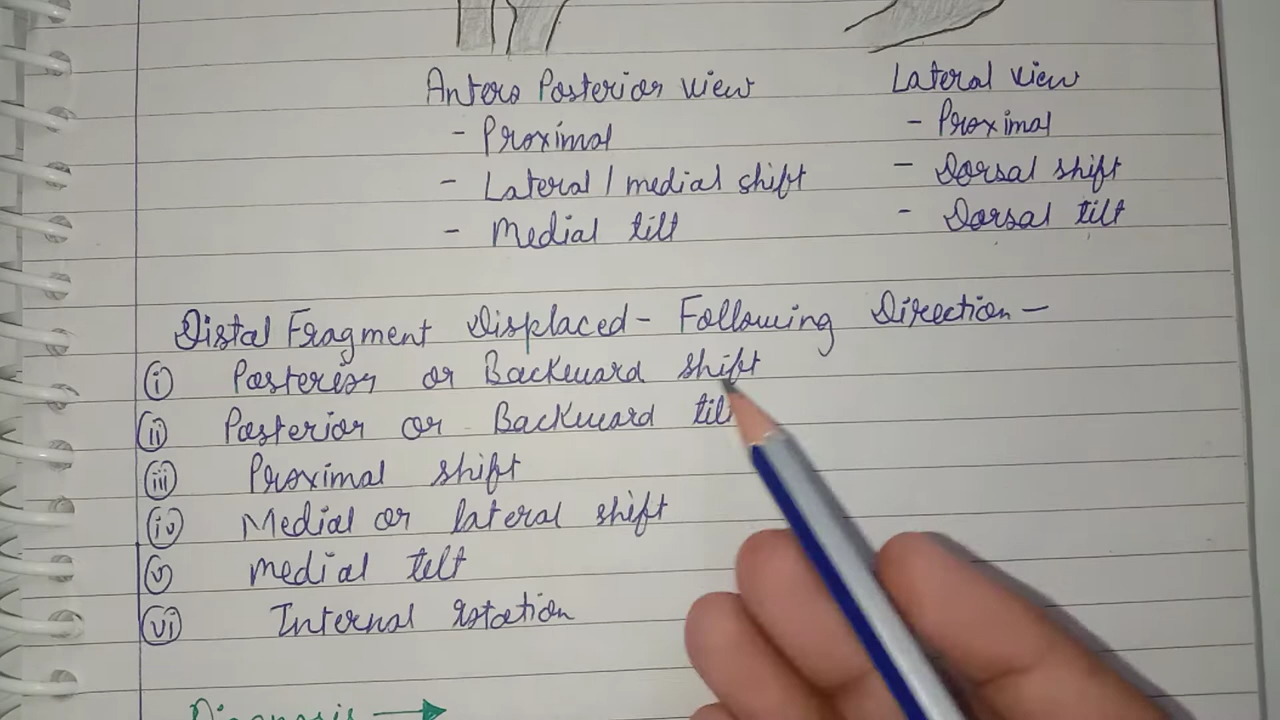 Antero Posterior view
- Proximal
- Lateral / medial shift
- Medial tilt
Lateral view
- Proximal
- Dorsal shift
- Dorsal tilt
Distal Fragment Displaced - Following Direction -
(i) Posterior or Backward shift
(ii) Posterior or Backward tilt
(iii) Proximal shift
(iv) Medial or lateral shift
(v) medial tilt
(vi) Internal rotation
Diagnosis →